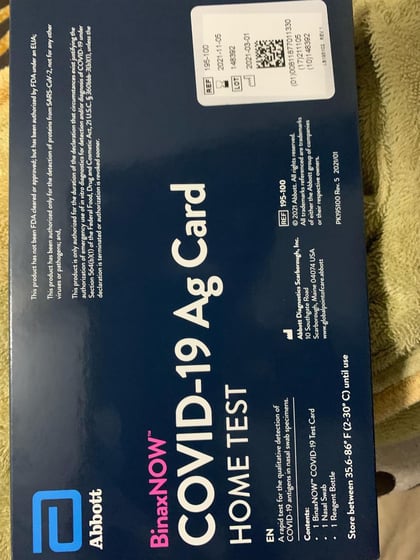 Abbott
BinaxNOW™
COVID-19 Ag Card
HOME TEST
EN
A rapid test for the qualitative detection of
COVID-19 antigens in nasal swab specimens.
Contents:
• 1 BinaxNOW™ COVID-19 Test Card
• 1 Nasal Swab
• 1 Reagent Bottle
Store between 35.6-86° F (2-30° C) until use
This product has not been FDA cleared or approved; but has been authorized by FDA under an EUA;
This product has been authorized only for the detection of proteins from SARS-CoV-2, not for any other
viruses or pathogens; and,
This product is only authorized for the duration of the declaration that circumstances exist justifying the
authorization of emergency use of in vitro diagnostics for detection and/or diagnosis of COVID-19 under
Section 564(b)(1) of the Federal Food, Drug and Cosmetic Act, 21 U.S.C. § 360bbb-3(b)(1), unless the
declaration is terminated or authorization is revoked sooner.
Abbott Diagnostics Scarborough, Inc.
10 Southgate Road
Scarborough, Maine 04074 USA
www.globalpointofcare.abbott
REF 195-100
© 2021 Abbott. All rights reserved.
All trademarks referenced are trademarks
of either the Abbott group of companies
or their respective owners.
PK195100 Rev. 5 2021/01
REF 195-100
2021-11-05
LOT 148392
2021-03-01
(01)00811877011330
(17)211105
(10)148392